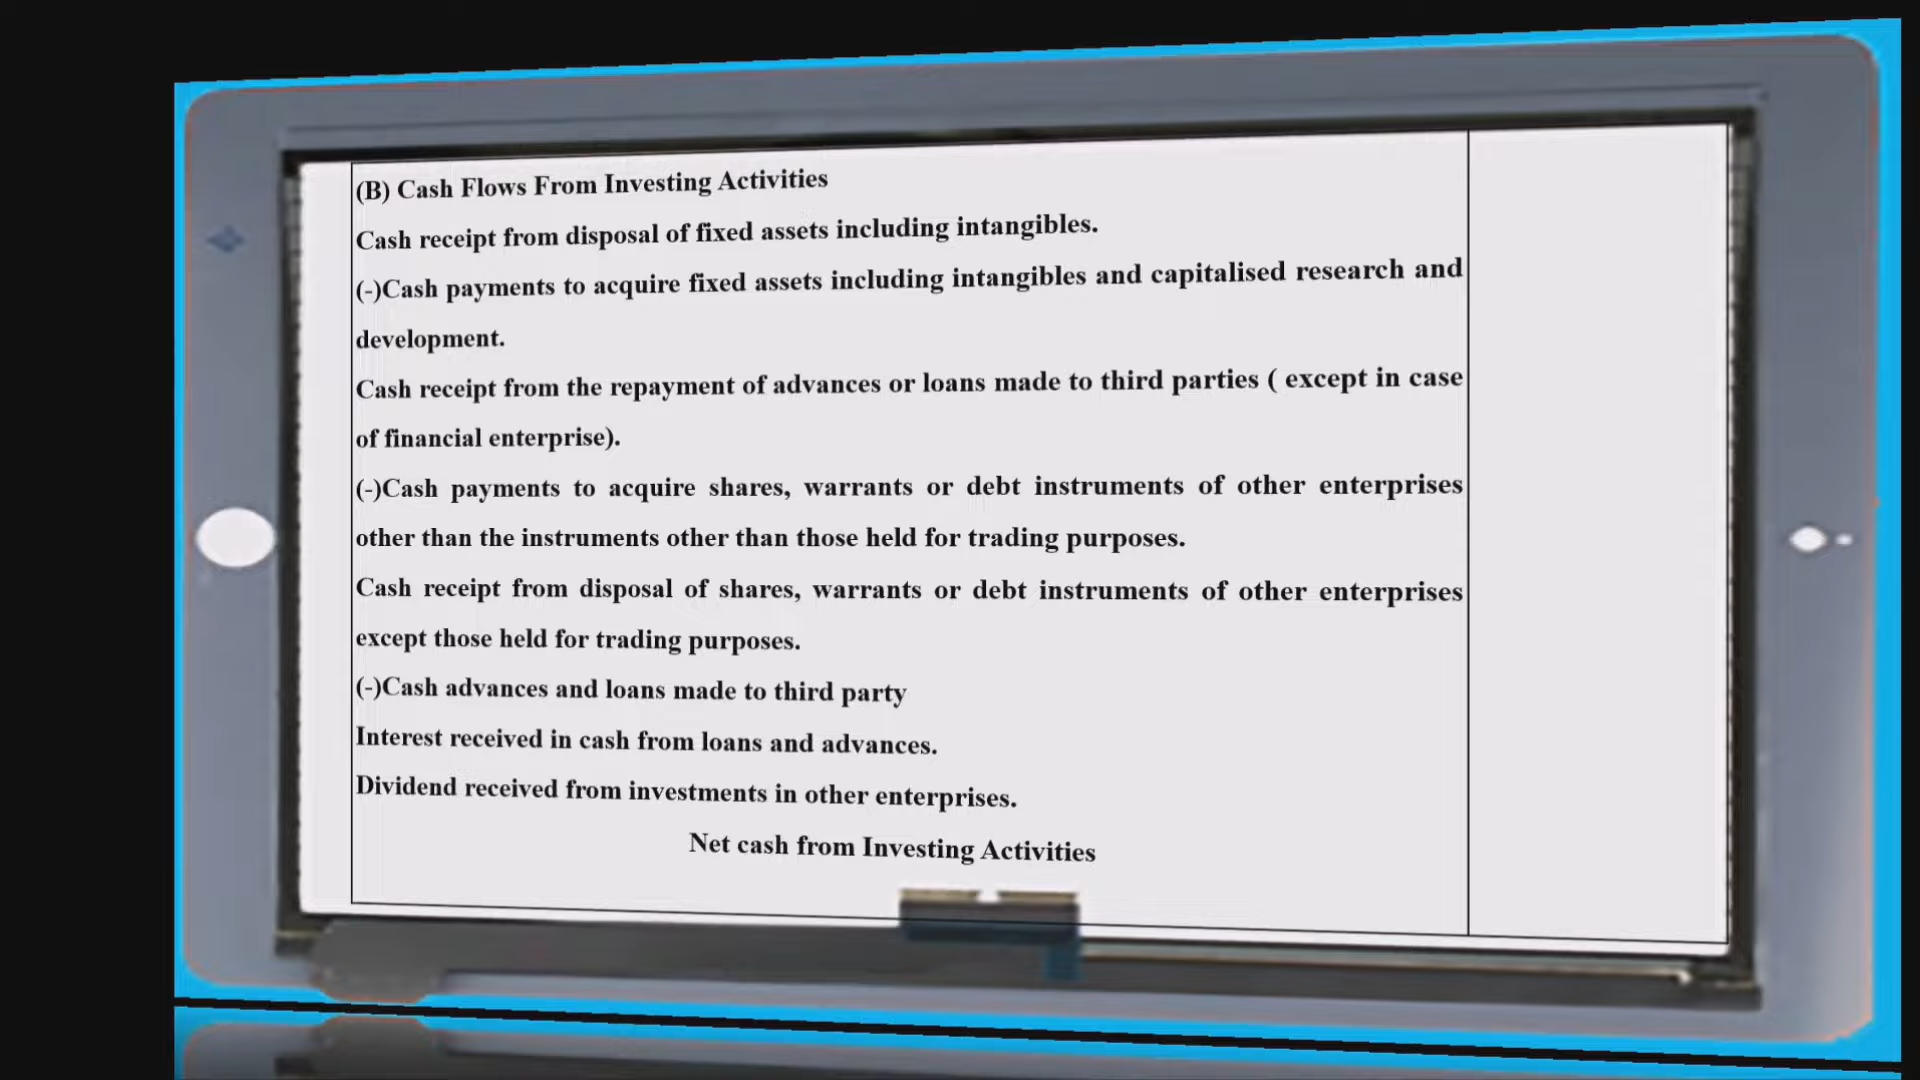 (B) Cash Flows From Investing Activities
Cash receipt from disposal of fixed assets including intangibles.
(-)Cash payments to acquire fixed assets including intangibles and capitalised research and
development.
Cash receipt from the repayment of advances or loans made to third parties ( except in case
of financial enterprise).
(-)Cash payments to acquire shares, warrants or debt instruments of other enterprises
other than the instruments other than those held for trading purposes.
Cash receipt from disposal of shares, warrants or debt instruments of other enterprises
except those held for trading purposes.
(-)Cash advances and loans made to third party
Interest received in cash from loans and advances.
Dividend received from investments in other enterprises.
Net cash from Investing Activities